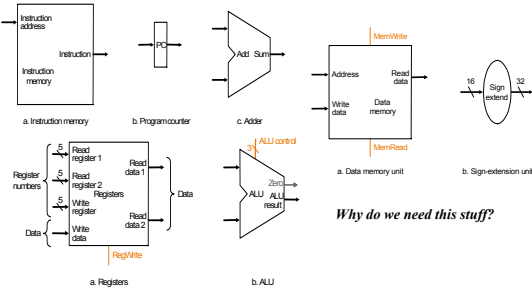 Instruction
address
Instruction
Instruction
memory
a. Instruction memory
PC
b. Program counter
Add Sum
c. Adder
MemWrite
Address
Read
data
Write
data
Data
memory
MemRead
a. Data memory unit
16
32
Sign
extend
b. Sign-extension unit
Register
numbers
5
Read
register 1
5
Read
register 2
5
Write
register
Data
Write
data
Registers
Read
data 1
Read
data 2
Data
RegWrite
a. Registers
3
ALU control
Zero
ALU
ALU
result
b. ALU
Why do we need this stuff?